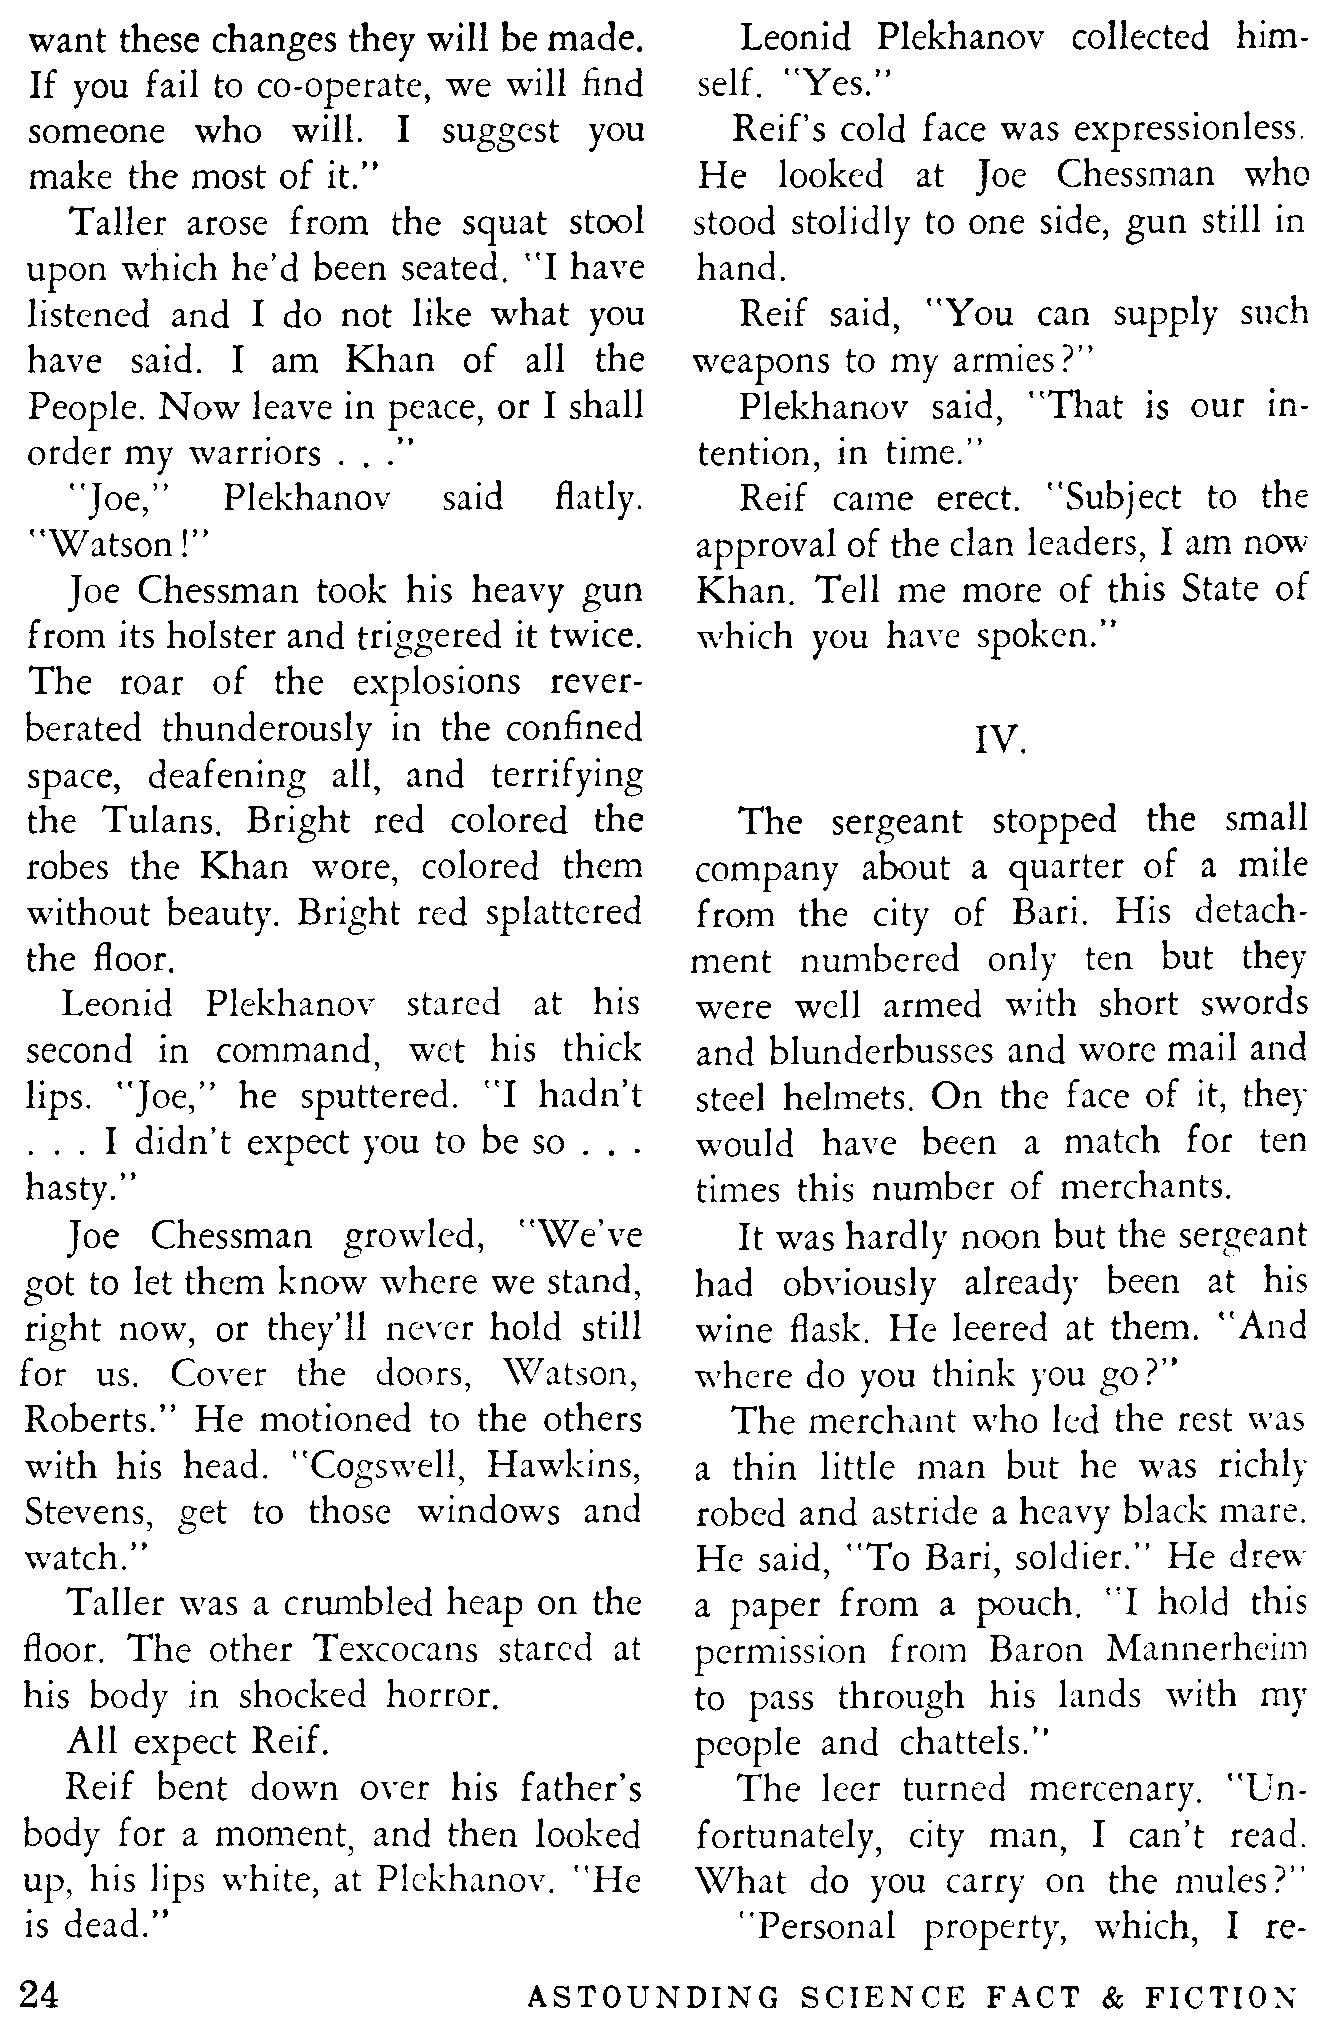 want these changes they will be made.
If you fail to co-operate, we will find
someone who will. I suggest you
make the most of it."
Taller arose from the squat stool
upon which he'd been seated. "I have
listened and I do not like what you
have said. I am Khan of all the
People. Now leave in peace, or I shall
order my warriors . . ."
"Joe," Plekhanov said flatly.
"Watson!"
Joe Chessman took his heavy gun
from its holster and triggered it twice.
The roar of the explosions rever-
berated thunderously in the confined
space, deafening all, and terrifying
the Tulans. Bright red colored the
robes the Khan wore, colored them
without beauty. Bright red splattered
the floor.
Leonid Plekhanov stared at his
second in command, wet his thick
lips. "Joe," he sputtered. "I hadn't
. . . I didn't expect you to be so . . .
hasty."
Joe Chessman growled, "We've
got to let them know where we stand,
right now, or they'll never hold still
for us. Cover the doors, Watson,
Roberts." He motioned to the others
with his head. "Cogswell, Hawkins,
Stevens, get to those windows and
watch."
Taller was a crumbled heap on the
floor. The other Texcocans stared at
his body in shocked horror.
All expect Reif.
Reif bent down over his father's
body for a moment, and then looked
up, his lips white, at Plekhanov. "He
is dead."
Leonid Plekhanov collected him-
self. "Yes."
Reif's cold face was expressionless.
He looked at Joe Chessman who
stood stolidly to one side, gun still in
hand.
Reif said, "You can supply such
weapons to my armies?"
Plekhanov said, "That is our in-
tention, in time."
Reif came erect. "Subject to the
approval of the clan leaders, I am now
Khan. Tell me more of this State of
which you have spoken."
IV.
The sergeant stopped the small
company about a quarter of a mile
from the city of Bari. His detach-
ment numbered only ten but they
were well armed with short swords
and blunderbusses and wore mail and
steel helmets. On the face of it, they
would have been a match for ten
times this number of merchants.
It was hardly noon but the sergeant
had obviously already been at his
wine flask. He leered at them. "And
where do you think you go?"
The merchant who led the rest was
a thin little man but he was richly
robed and astride a heavy black mare.
He said, "To Bari, soldier." He drew
a paper from a pouch. "I hold this
permission from Baron Mannerheim
to pass through his lands with my
people and chattels."
The leer turned mercenary. "Un-
fortunately, city man, I can't read.
What do you carry on the mules?"
"Personal property, which, I re-
24 ASTOUNDING SCIENCE FACT & FICTION